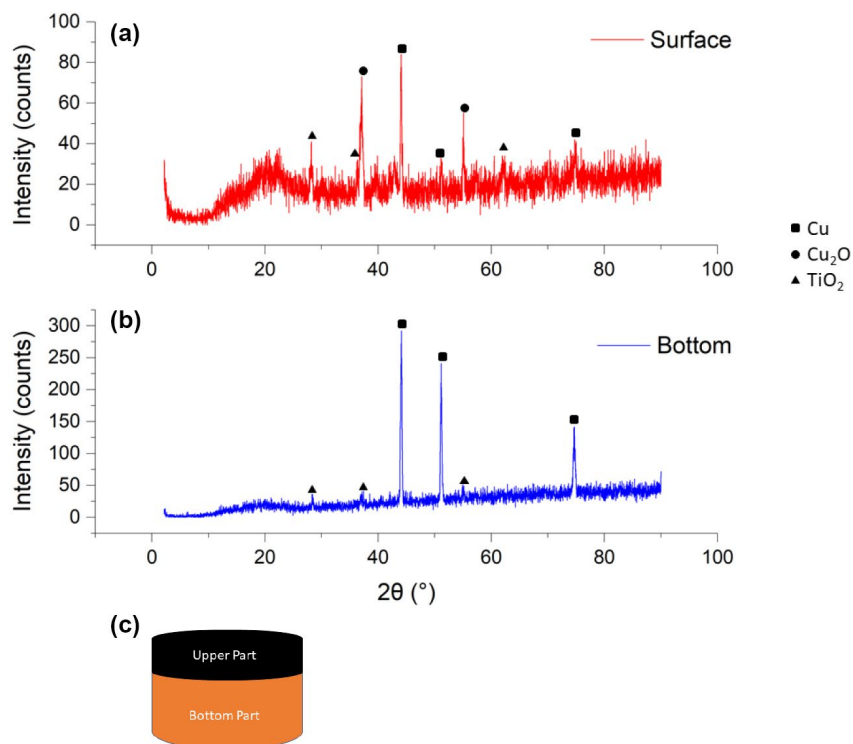 (a)
Surface
Intensity (counts)
100
80
60
40
20
0
0 20 40 60 80 100
Cu
Cu₂O
TiO₂
(b)
Bottom
Intensity (counts)
300
250
200
150
100
50
0
0 20 40 60 80 100
2θ (°)
(c)
Upper Part
Bottom Part